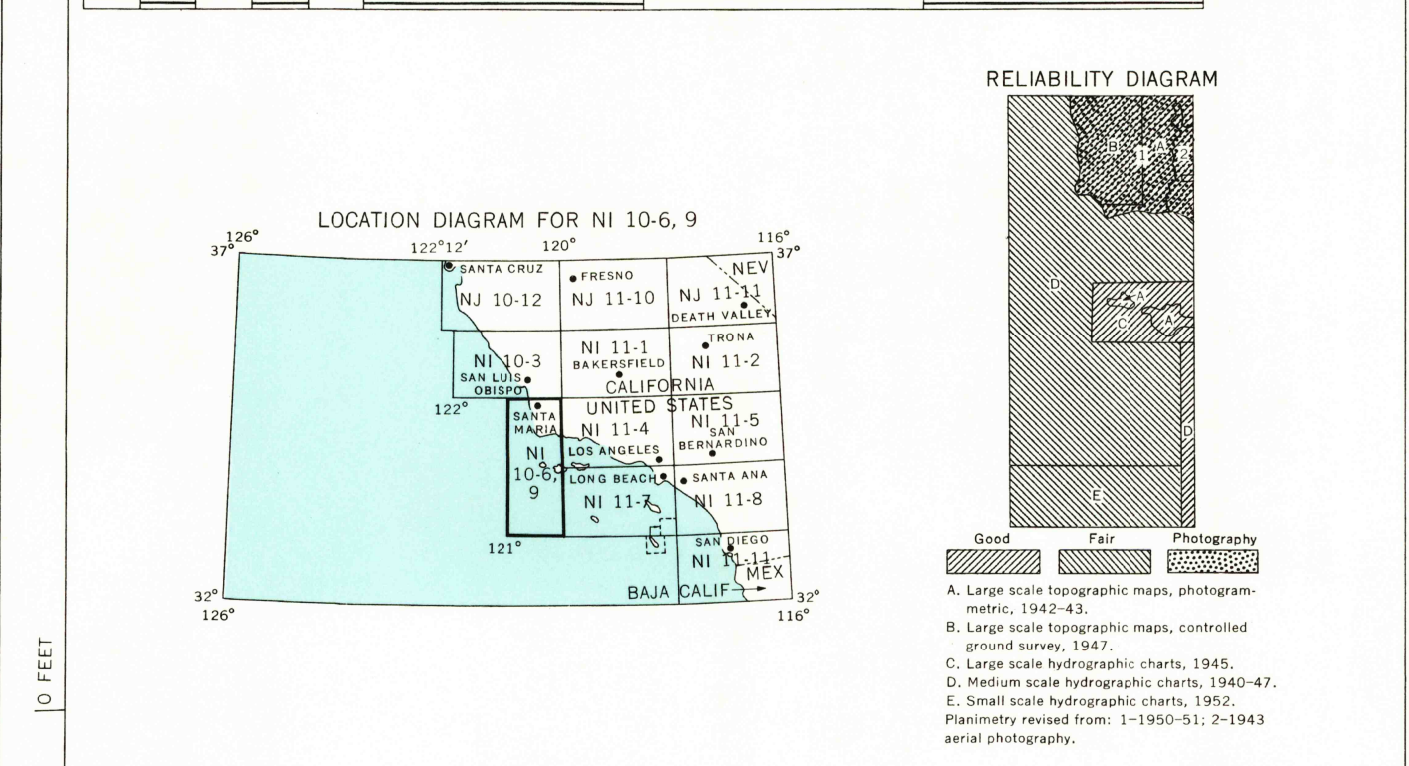 RELIABILITY DIAGRAM
B
1
A
2
D
A
C
A
D
E
Good Fair Photography
A. Large scale topographic maps, photogram-
metric, 1942-43.
B. Large scale topographic maps, controlled
ground survey, 1947.
C. Large scale hydrographic charts, 1945.
D. Medium scale hydrographic charts, 1940-47.
E. Small scale hydrographic charts, 1952.
Planimetry revised from: 1-1950-51; 2-1943
aerial photography.
LOCATION DIAGRAM FOR NI 10-6, 9
126° 122°12′ 120° 116°
37° 37°
SANTA CRUZ
FRESNO
NEV
NJ 10-12
NJ 11-10
NJ 11-11
DEATH VALLEY
NI 10-3
SAN LUIS
OBISPO
NI 11-1
BAKERSFIELD
TRONA
NI 11-2
CALIFORNIA
122°
UNITED STATES
SANTA
MARIA
NI 11-4
NI 11-5
SAN
BERNARDINO
LOS ANGELES
NI
10-6,
9
LONG BEACH
NI 11-7
SANTA ANA
NI 11-8
121°
SAN DIEGO
NI 11-11
MEX
BAJA CALIF
32° 32°
126° 116°
0 FEET